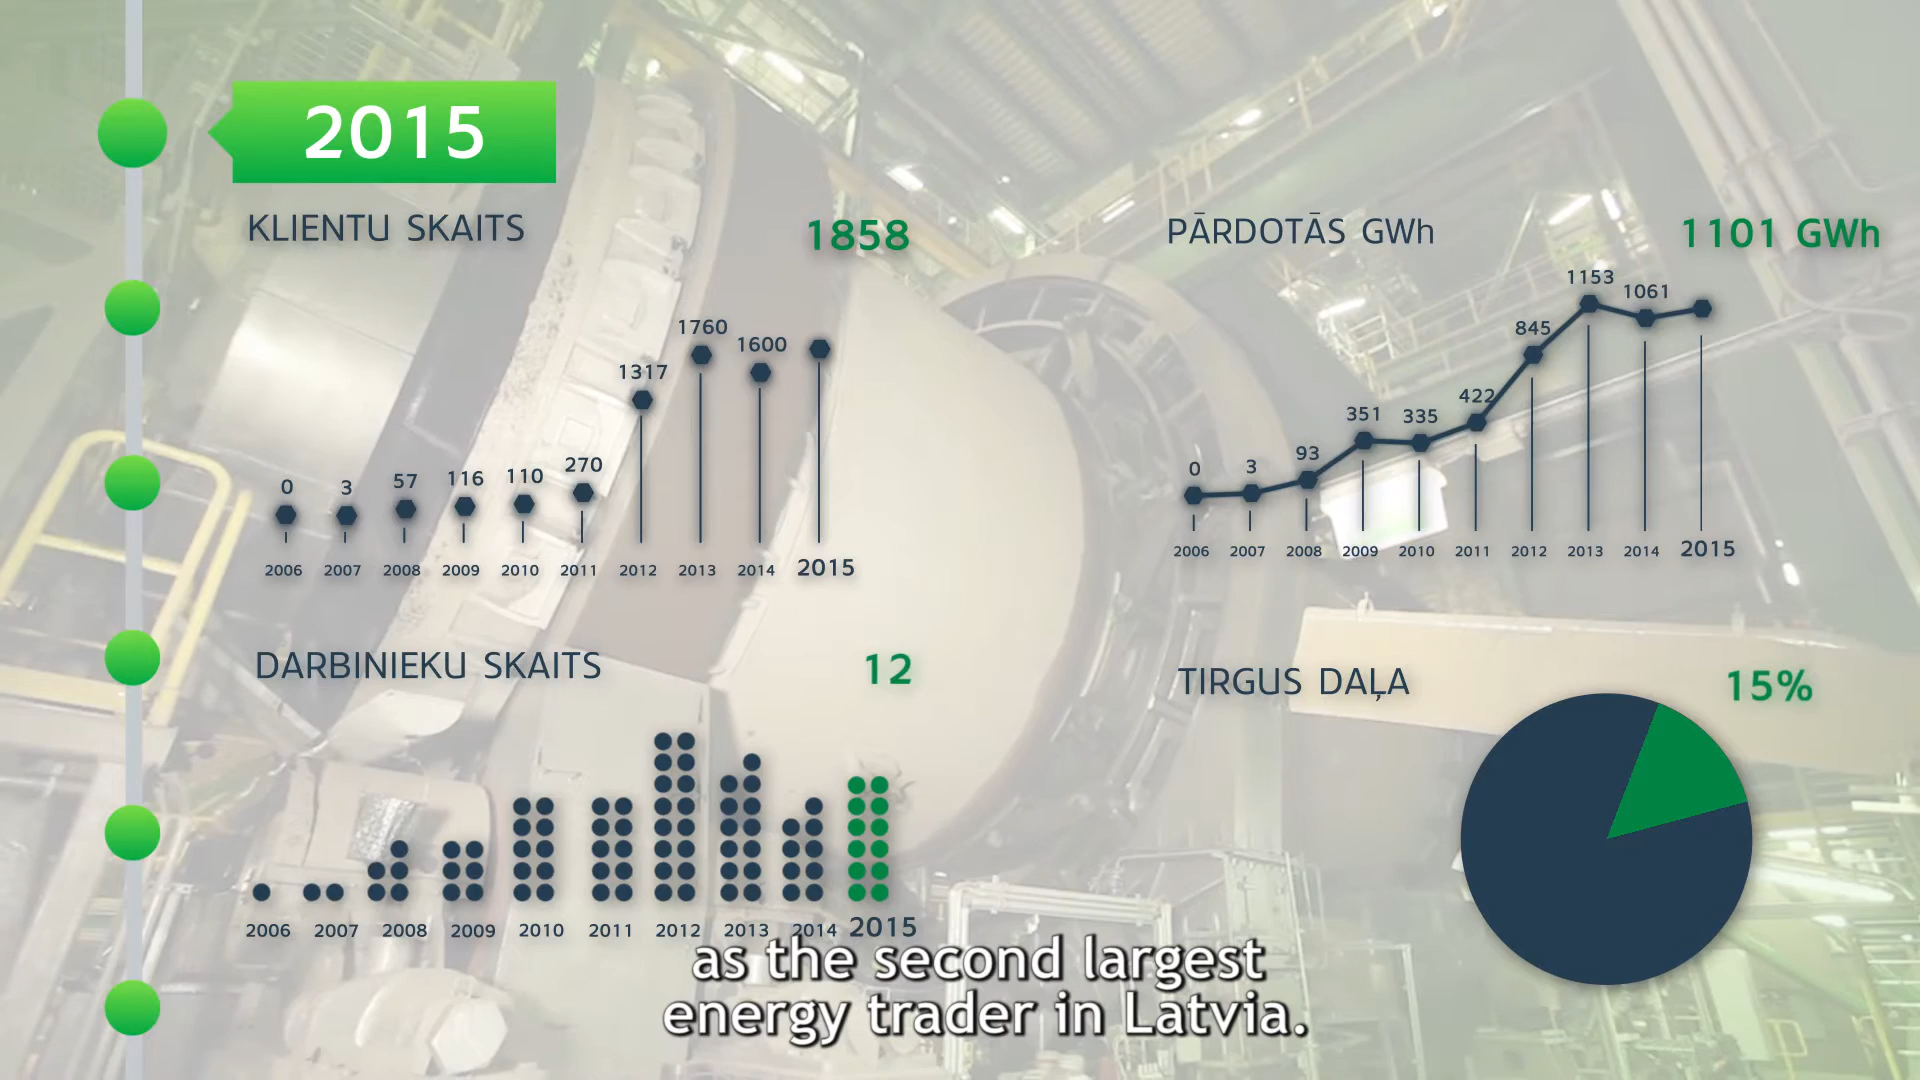 2015
KLIENTU SKAITS
1858
0 3 57 116 110 270 1317 1760 1600
2006 2007 2008 2009 2010 2011 2012 2013 2014 2015
PĀRDOTĀS GWh
1101 GWh
0 3 93 351 335 422 845 1153 1061
2006 2007 2008 2009 2010 2011 2012 2013 2014 2015
DARBINIEKU SKAITS
12
2006 2007 2008 2009 2010 2011 2012 2013 2014 2015
TIRGUS DAĻA
15%
as the second largest
energy trader in Latvia.